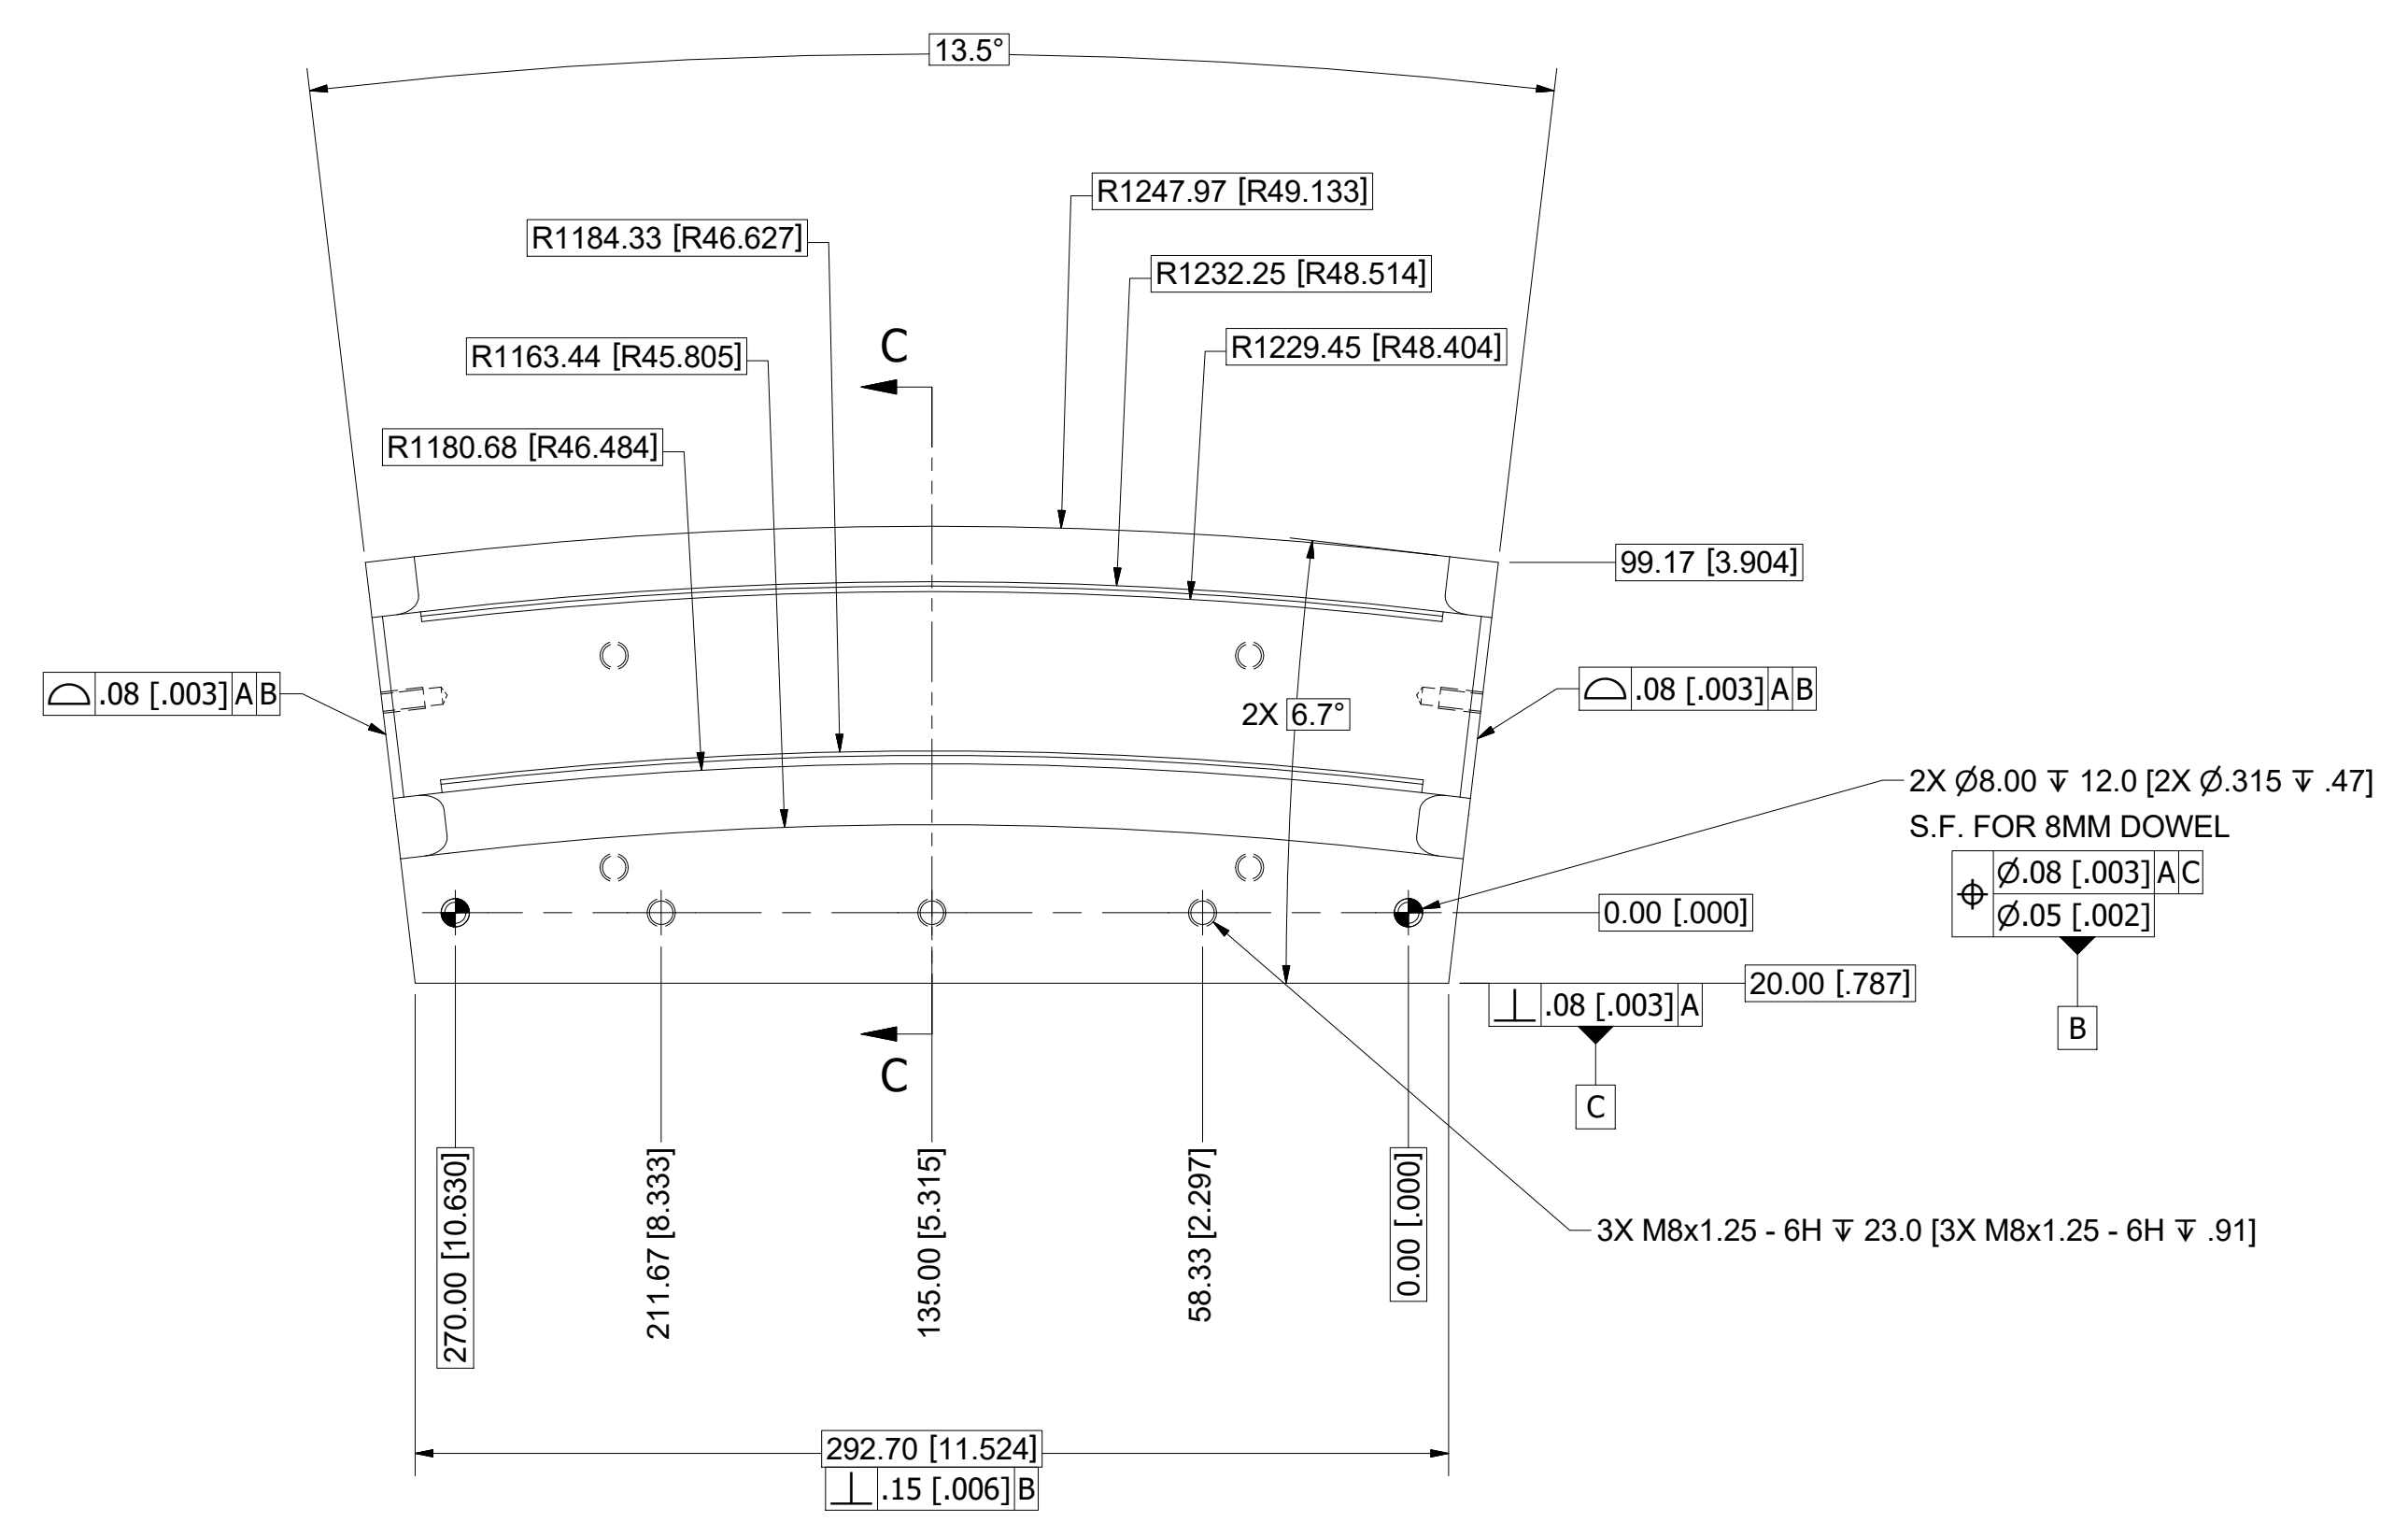 13.5°
R1247.97 [R49.133]
R1184.33 [R46.627]
R1232.25 [R48.514]
C
R1229.45 [R48.404]
R1163.44 [R45.805]
R1180.68 [R46.484]
99.17 [3.904]
⌓ .08 [.003] A B
⌓ .08 [.003] A B
2X 6.7°
2X Ø8.00 ↧ 12.0 [2X Ø.315 ↧ .47]
S.F. FOR 8MM DOWEL
⌖ Ø.08 [.003] A C
Ø.05 [.002]
B
0.00 [.000]
20.00 [.787]
⟂ .08 [.003] A
C
C
270.00 [10.630]
211.67 [8.333]
135.00 [5.315]
58.33 [2.297]
0.00 [.000]
3X M8x1.25 - 6H ↧ 23.0 [3X M8x1.25 - 6H ↧ .91]
292.70 [11.524]
⟂ .15 [.006] B